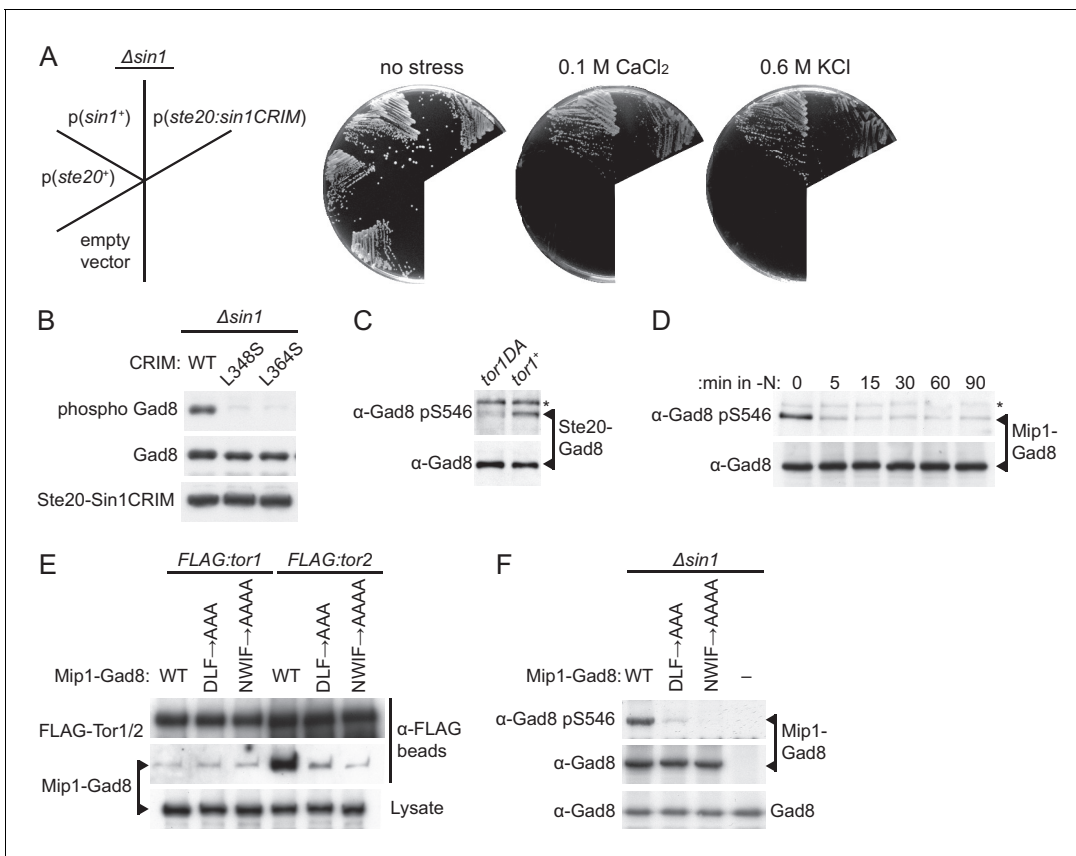 A
Δsin1
p(sin1⁺)
p(ste20:sin1CRIM)
p(ste20⁺)
empty
vector
no stress
0.1 M CaCl₂
0.6 M KCl
B
Δsin1
CRIM: WT L348S L364S
phospho Gad8
Gad8
Ste20-Sin1CRIM
C
tor1DA tor1⁺
α-Gad8 pS546
*
α-Gad8
Ste20-
Gad8
D
:min in -N: 0 5 15 30 60 90
α-Gad8 pS546
*
α-Gad8
Mip1-
Gad8
E
FLAG:tor1 FLAG:tor2
Mip1-Gad8: WT DLF→AAA NWIF→AAAA WT DLF→AAA NWIF→AAAA
FLAG-Tor1/2
α-FLAG
beads
Mip1-Gad8
Lysate
F
Δsin1
Mip1-Gad8: WT DLF→AAA NWIF→AAAA –
α-Gad8 pS546
α-Gad8
Mip1-
Gad8
α-Gad8
Gad8